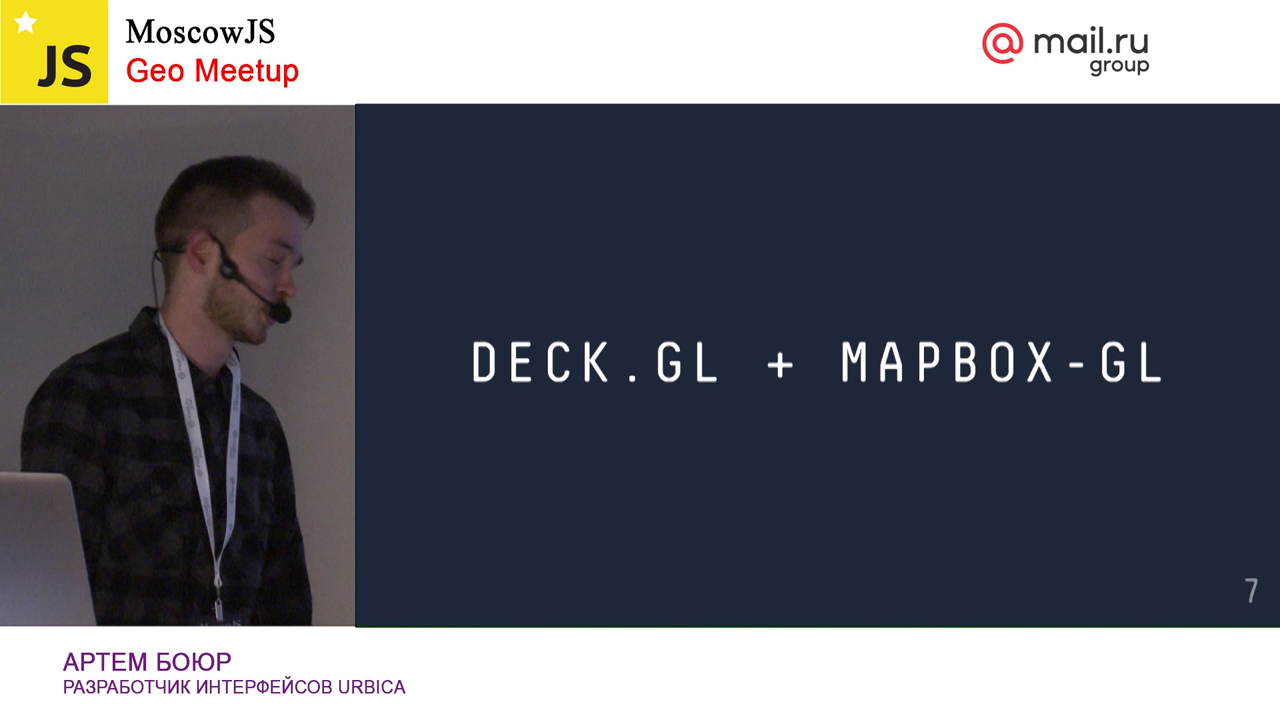 JS
MoscowJS
Geo Meetup
@mail.ru
group
DECK.GL + MAPBOX-GL
7
АРТЕМ БОЮР
РАЗРАБОТЧИК ИНТЕРФЕЙСОВ URBICA